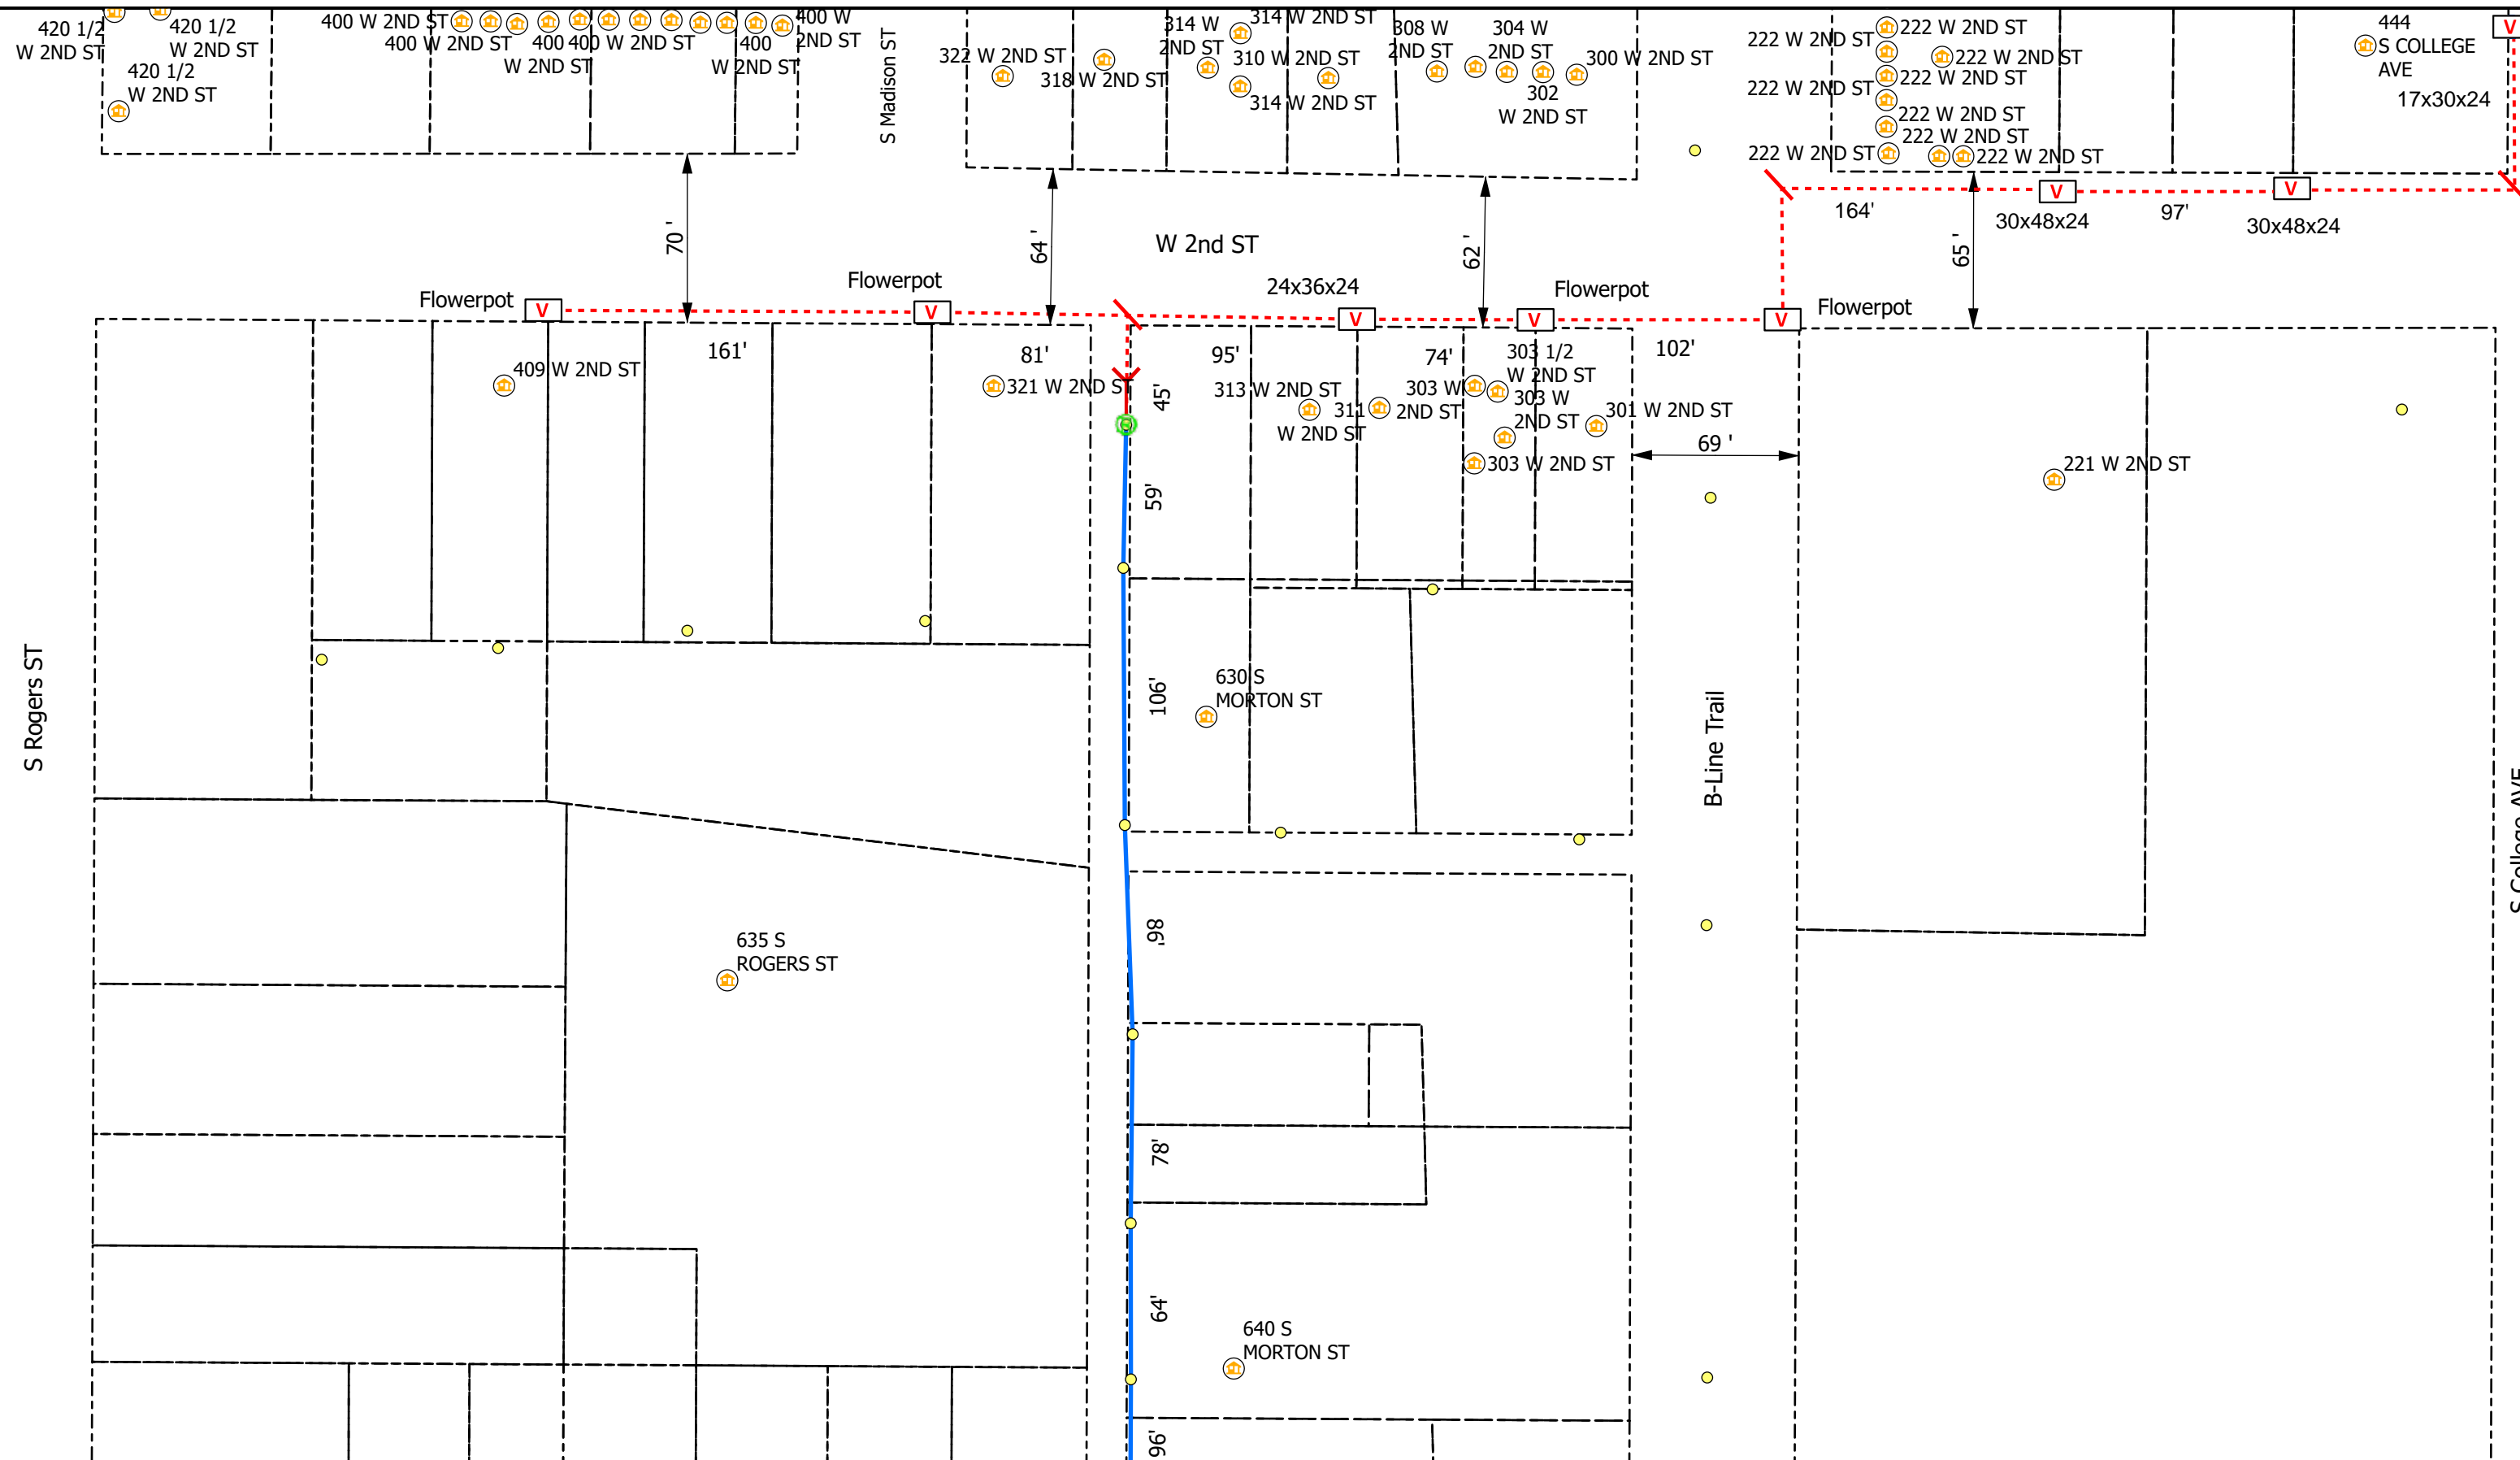 420 1/2
W 2ND ST
420 1/2
W 2ND ST
420 1/2
W 2ND ST
400 W 2ND ST
400 W 2ND ST
400
W 2ND ST
400 W 2ND ST
400
W 2ND ST
400 W
2ND ST
S Madison ST
322 W 2ND ST
318 W 2ND ST
314 W
2ND ST
314 W 2ND ST
310 W 2ND ST
314 W 2ND ST
308 W
2ND ST
304 W
2ND ST
302
W 2ND ST
300 W 2ND ST
222 W 2ND ST
222 W 2ND ST
222 W 2ND ST
222 W 2ND ST
222 W 2ND ST
222 W 2ND ST
222 W 2ND ST
222 W 2ND ST
222 W 2ND ST
444
S COLLEGE
AVE
17x30x24
V
70 '
64 '
W 2nd ST
62 '
65 '
164'
V
30x48x24
97'
V
30x48x24
Flowerpot
V
Flowerpot
V
24x36x24
V
Flowerpot
V
V
Flowerpot
161'
81'
95'
74'
102'
409 W 2ND ST
321 W 2ND ST
45'
313 W 2ND ST
311
W 2ND ST
303 W
2ND ST
303 1/2
W 2ND ST
303 W
2ND ST
303 W 2ND ST
301 W 2ND ST
69 '
221 W 2ND ST
59'
S Rogers ST
106'
630 S
MORTON ST
B-Line Trail
S College AVE
635 S
ROGERS ST
86'
78'
64'
640 S
MORTON ST
96'